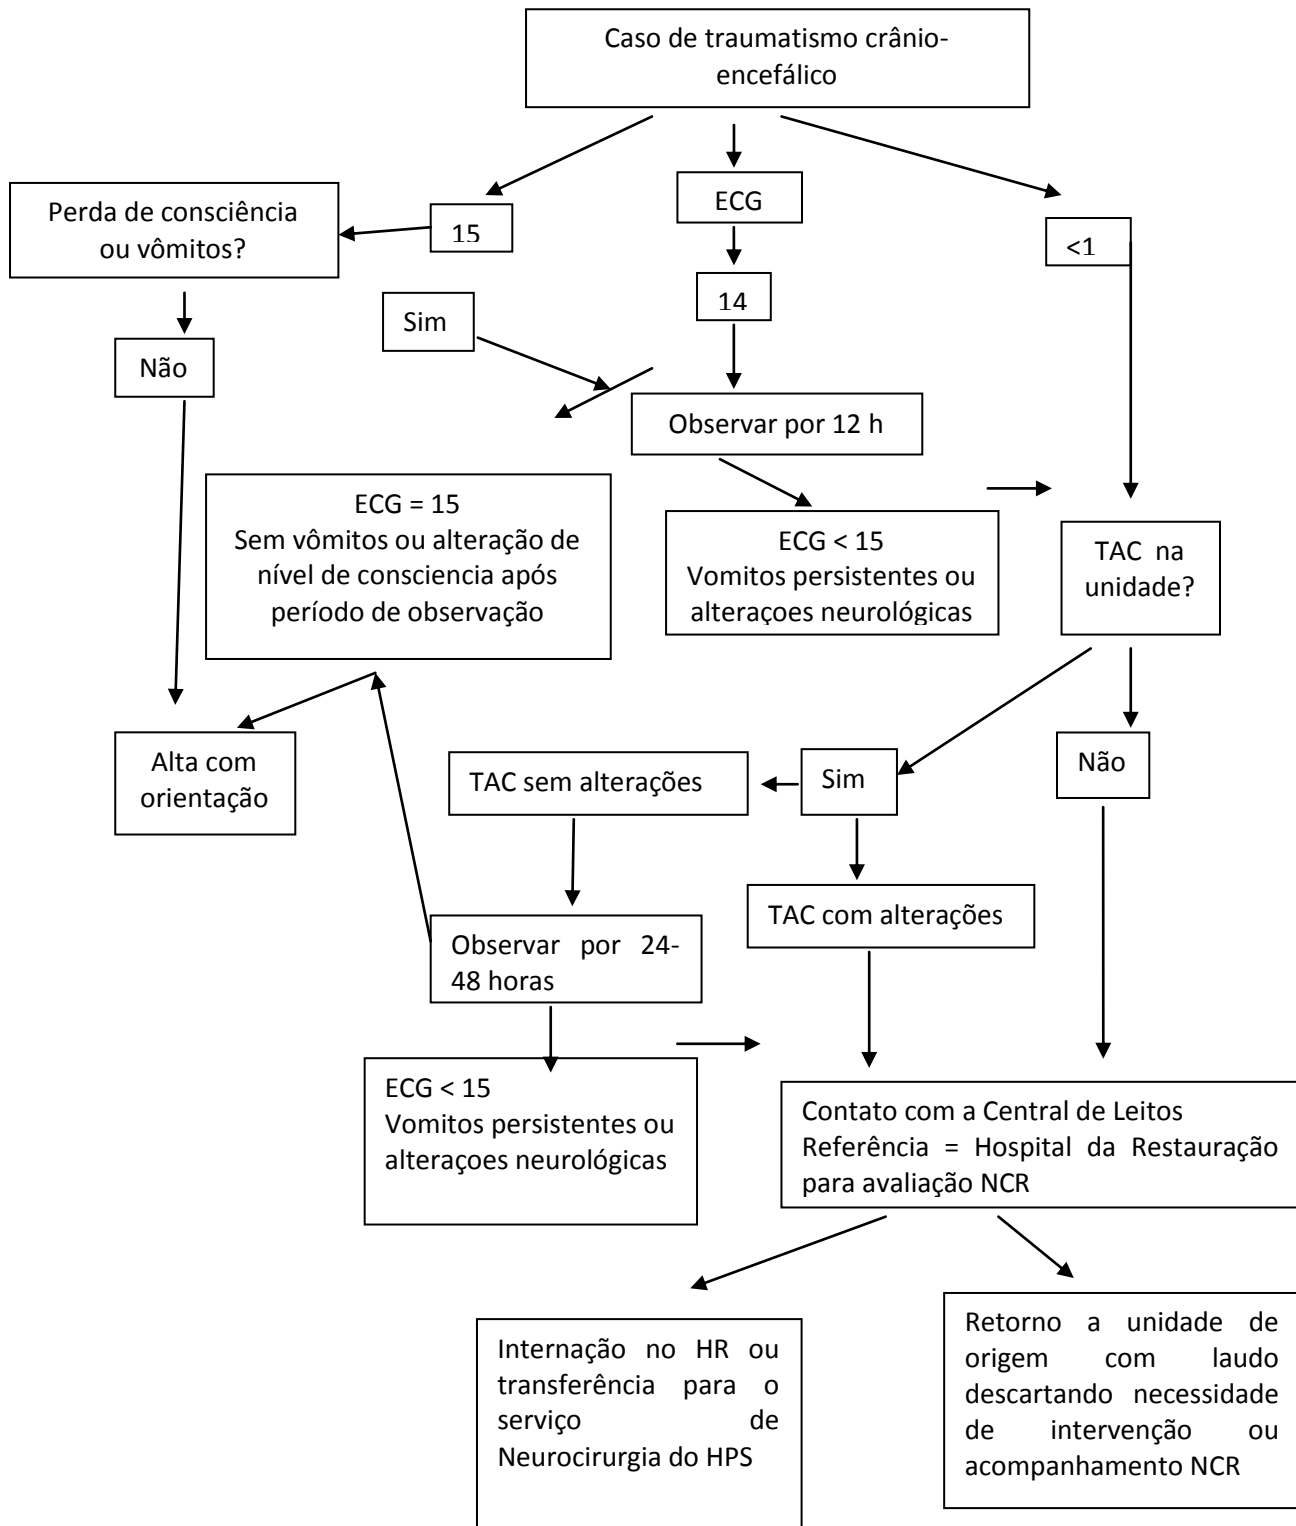 Caso de traumatismo crânio-
encefálico
ECG
Perda de consciência
ou vômitos?
15
<1
14
Sim
Não
Observar por 12 h
ECG = 15
Sem vômitos ou alteração de
nível de consciencia após
período de observação
ECG < 15
Vomitos persistentes ou
alteraçoes neurológicas
TAC na
unidade?
Alta com
orientação
TAC sem alterações
Sim
Não
TAC com alterações
Observar por 24-
48 horas
ECG < 15
Vomitos persistentes ou
alteraçoes neurológicas
Contato com a Central de Leitos
Referência = Hospital da Restauração
para avaliação NCR
Internação no HR ou
transferência para o
serviço de
Neurocirurgia do HPS
Retorno a unidade de
origem com laudo
descartando necessidade
de intervenção ou
acompanhamento NCR